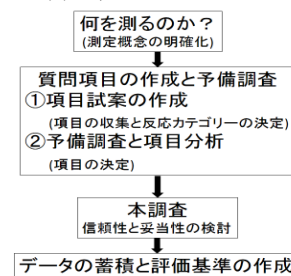 何を測るのか？
(測定概念の明確化)
質問項目の作成と予備調査
①項目試案の作成
(項目の収集と反応カテゴリーの決定)
②予備調査と項目分析
(項目の決定)
本調査
信頼性と妥当性の検討
データの蓄積と評価基準の作成